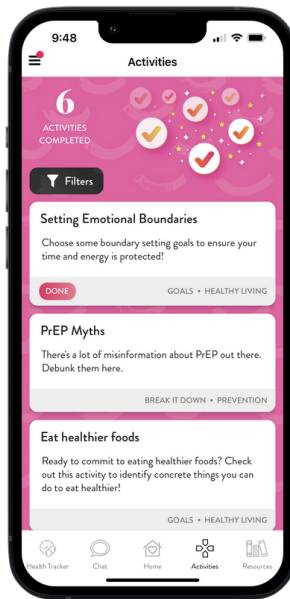 9:48
Activities
6
ACTIVITIES
COMPLETED
Filters
Setting Emotional Boundaries
Choose some boundary setting goals to ensure your
time and energy is protected!
DONE
GOALS • HEALTHY LIVING
PrEP Myths
There's a lot of misinformation about PrEP out there.
Debunk them here.
BREAK IT DOWN • PREVENTION
Eat healthier foods
Ready to commit to eating healthier foods? Check
out this activity to identify concrete things you can
do to eat healthier!
GOALS • HEALTHY LIVING
Health Tracker Chat Home Activities Resources